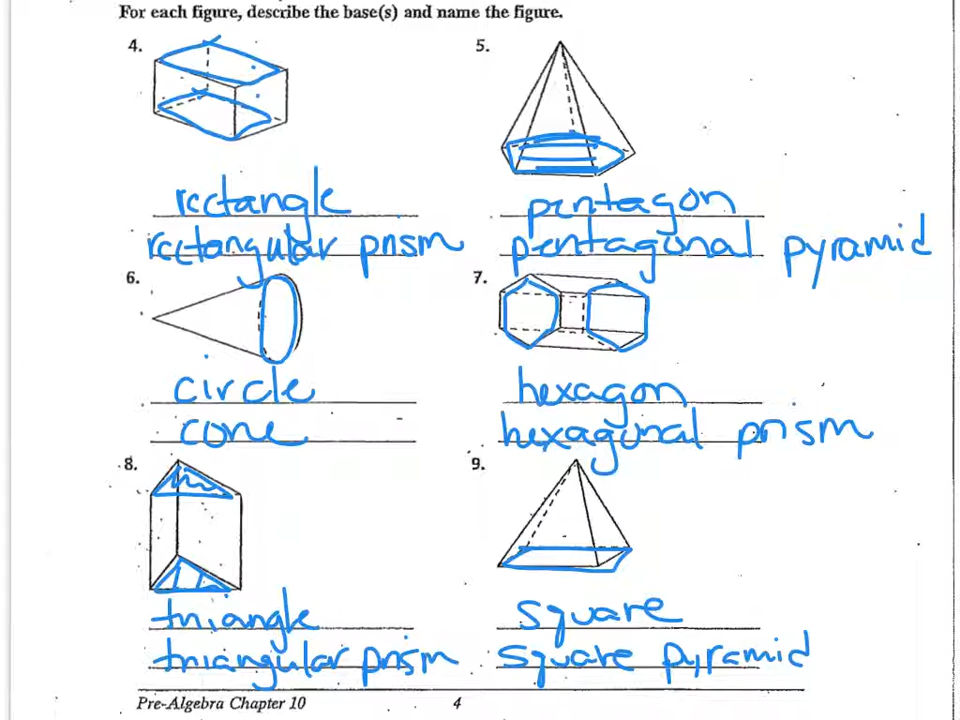 For each figure, describe the base(s) and name the figure.
4.
5.
rectangle
pentagon
rectangular prism
pentagonal pyramid
6.
7.
circle
hexagon
cone
hexagonal prism
8.
9.
triangle
square
triangular prism
square pyramid
Pre-Algebra Chapter 10
4